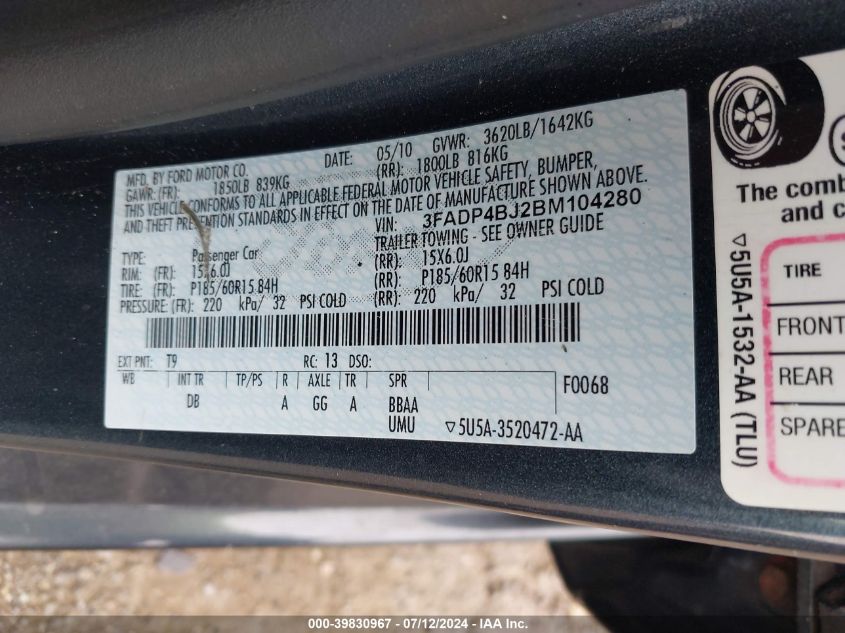 MFD. BY FORD MOTOR CO. DATE: 05/10 GVWR: 3620LB/1642KG
GAWR: (FR): 1850LB 839KG (RR): 1800LB 816KG
THIS VEHICLE CONFORMS TO ALL APPLICABLE FEDERAL MOTOR VEHICLE SAFETY, BUMPER,
AND THEFT PREVENTION STANDARDS IN EFFECT ON THE DATE OF MANUFACTURE SHOWN ABOVE.
VIN: 3FADP4BJ2BM104280
TYPE: Passenger Car TRAILER TOWING - SEE OWNER GUIDE
RIM: (FR): 15X6.0J (RR): 15X6.0J
TIRE: (FR): P185/60R15 84H (RR): P185/60R15 84H
PRESSURE: (FR): 220 kPa/ 32 PSI COLD (RR): 220 kPa/ 32 PSI COLD
EXT PNT: T9 RC: 13 DSO:
WB INT TR TP/PS R AXLE TR SPR F0068
DB A GG A BBAA
UMU ▽5U5A-3520472-AA
The comb
and c
TIRE
FRONT
REAR
SPARE
▽5U5A-1532-AA (TLU)
000-39830967 - 07/12/2024 - IAA Inc.